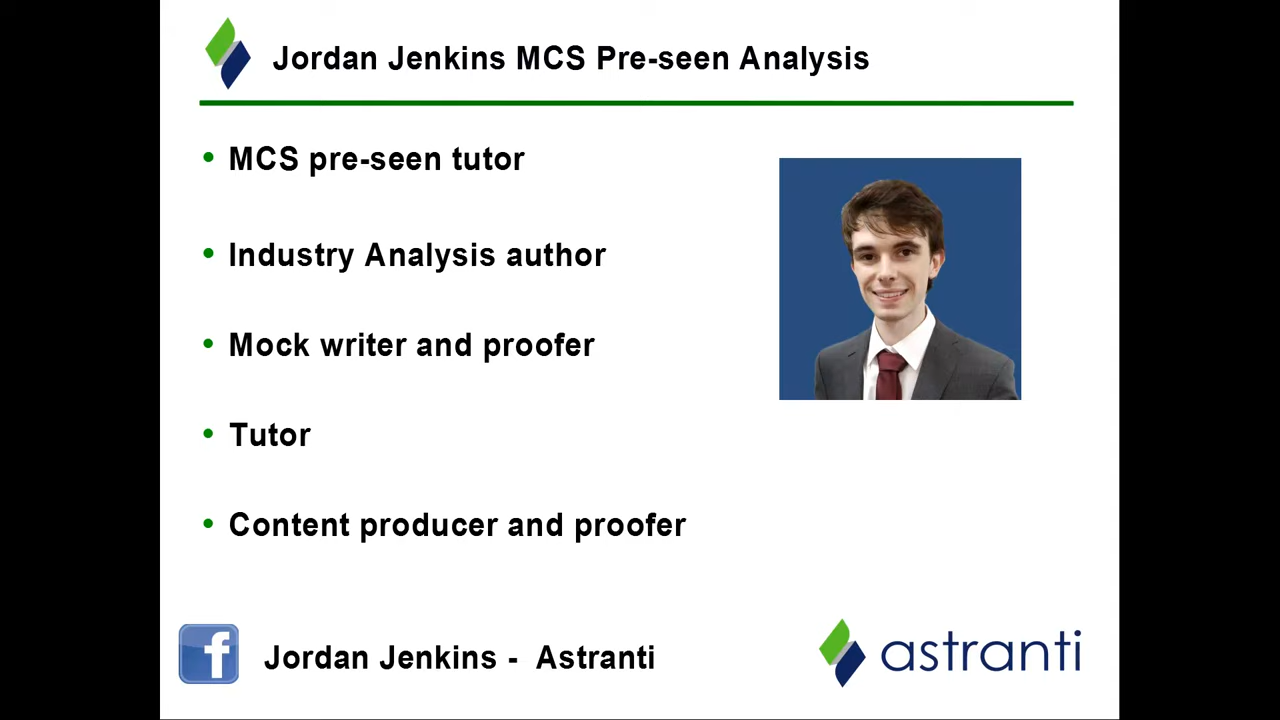 Jordan Jenkins MCS Pre-seen Analysis
• MCS pre-seen tutor
• Industry Analysis author
• Mock writer and proofer
• Tutor
• Content producer and proofer
f Jordan Jenkins - Astranti
astranti